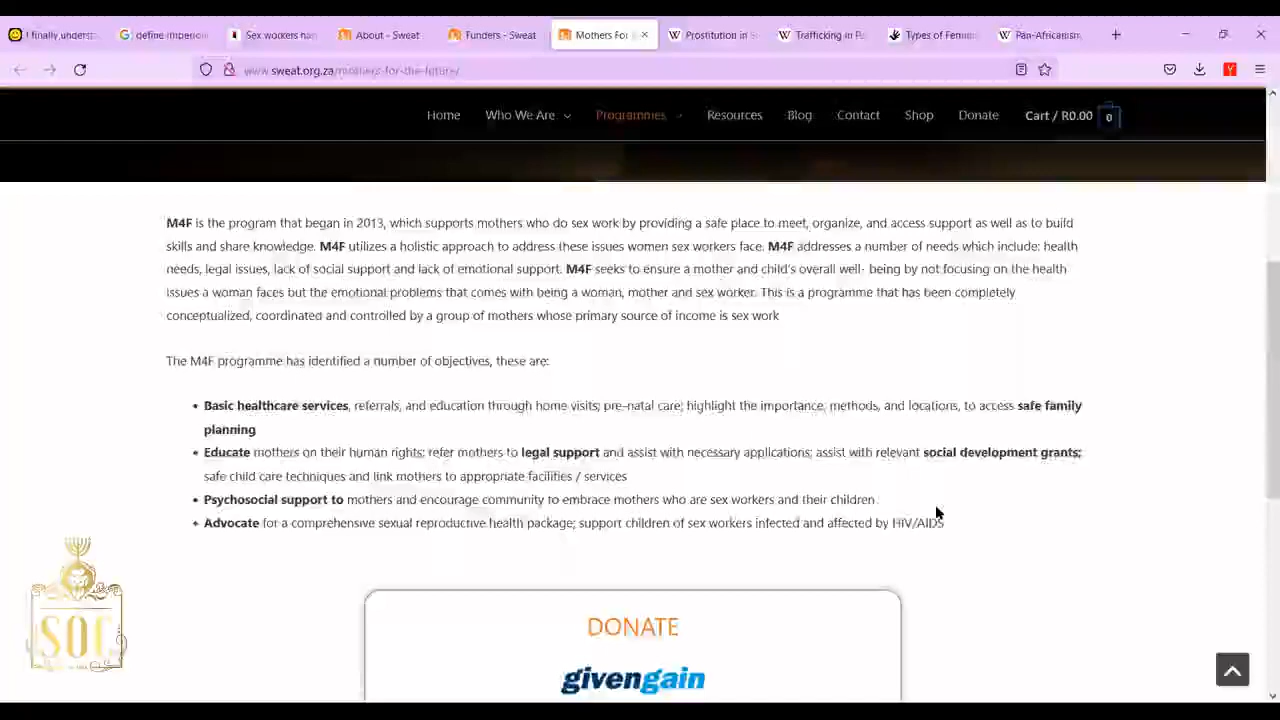 I finally underst
define imperion
Sex workers hav
About - Sweat
Funders - Sweat
Mothers For
Prostitution in S
Trafficking in Pa
Types of Femin
Pan-Africanism
www.sweat.org.za/mothers-for-the-future/
Home Who We Are Programmes Resources Blog Contact Shop Donate Cart / R0.00 0
M4F is the program that began in 2013, which supports mothers who do sex work by providing a safe place to meet, organize, and access support as well as to build
skills and share knowledge. M4F utilizes a holistic approach to address these issues women sex workers face. M4F addresses a number of needs which include: health
needs, legal issues, lack of social support and lack of emotional support. M4F seeks to ensure a mother and child's overall well- being by not focusing on the health
issues a woman faces but the emotional problems that comes with being a woman, mother and sex worker. This is a programme that has been completely
conceptualized, coordinated and controlled by a group of mothers whose primary source of income is sex work
The M4F programme has identified a number of objectives, these are:
• Basic healthcare services, referrals, and education through home visits; pre-natal care; highlight the importance, methods, and locations, to access safe family
planning
• Educate mothers on their human rights; refer mothers to legal support and assist with necessary applications; assist with relevant social development grants;
safe child care techniques and link mothers to appropriate facilities / services
• Psychosocial support to mothers and encourage community to embrace mothers who are sex workers and their children
• Advocate for a comprehensive sexual reproductive health package; support children of sex workers infected and affected by HIV/AIDS
SOF
DONATE
givengain